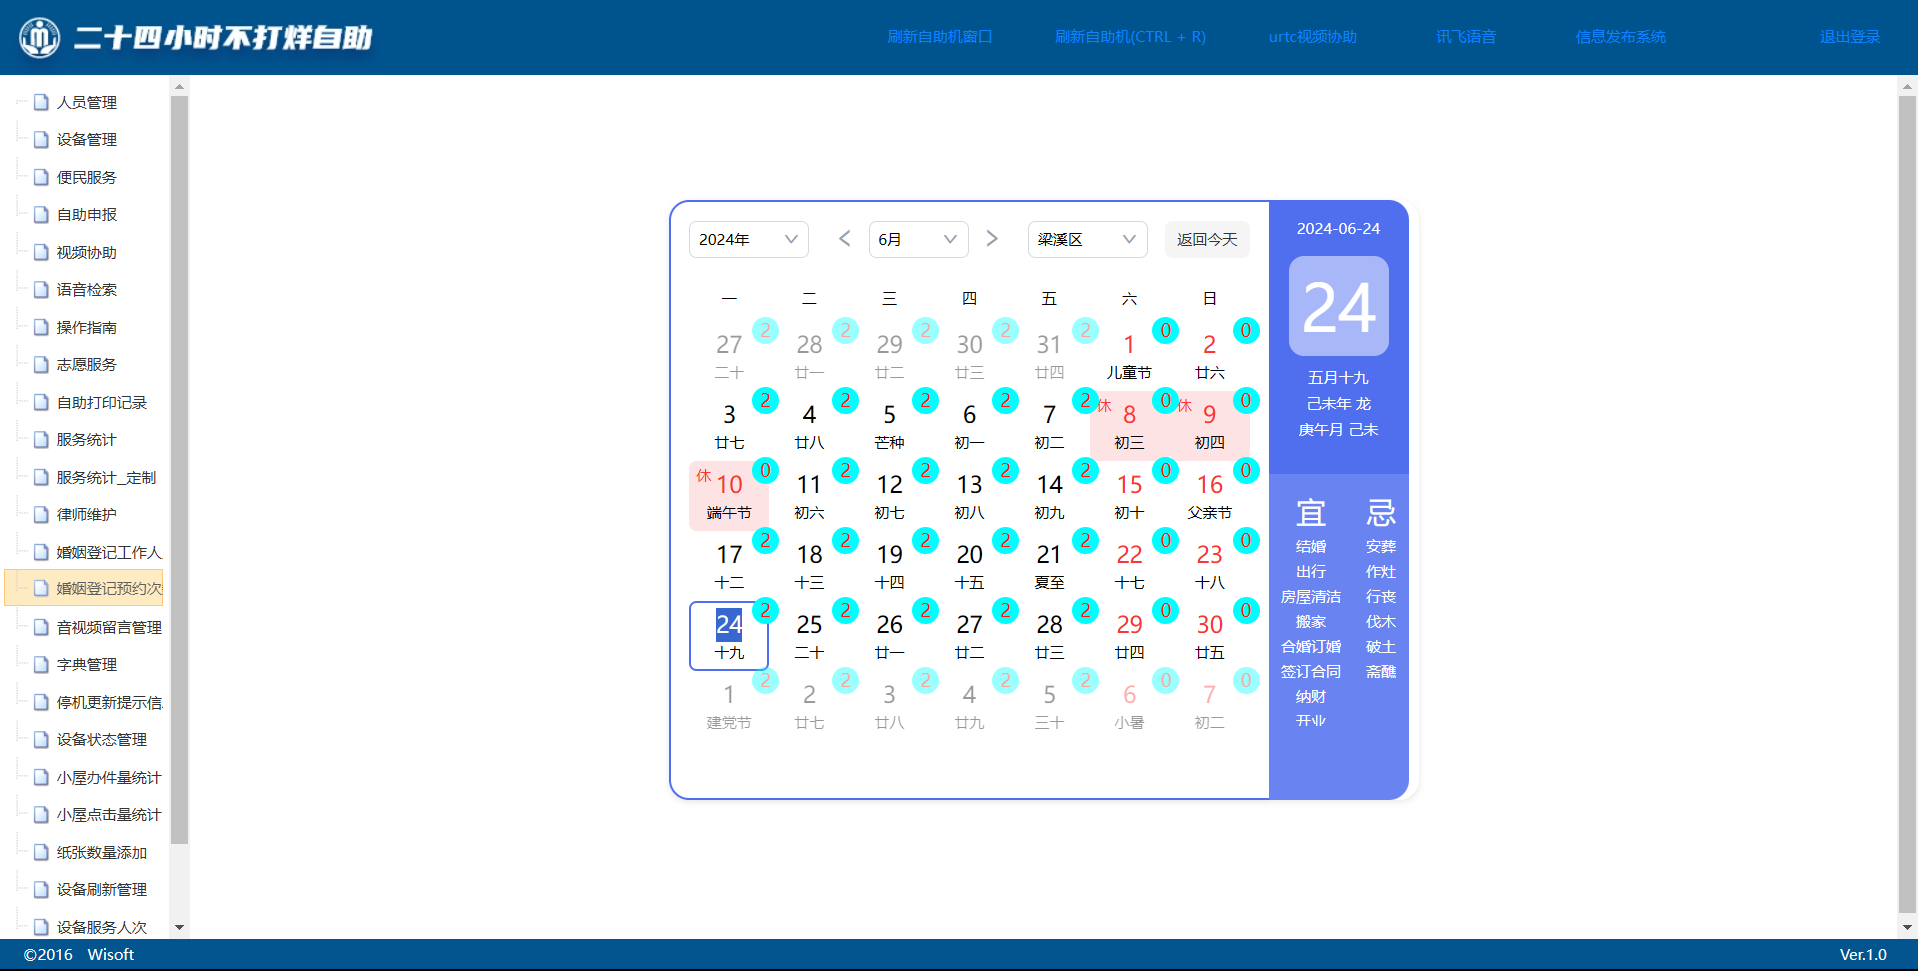 二十四小时不打烊自助
刷新自助机窗口 刷新自助机(CTRL + R) urtc视频协助 讯飞语音 信息发布系统 退出登录
人员管理
设备管理
便民服务
自助申报
视频协助
语音检索
操作指南
志愿服务
自助打印记录
服务统计
服务统计_定制
律师维护
婚姻登记工作人
婚姻登记预约次
音视频留言管理
字典管理
停机更新提示信
设备状态管理
小屋办件量统计
小屋点击量统计
纸张数量添加
设备刷新管理
设备服务人次
2024年 < 6月 > 梁溪区 返回今天
一 二 三 四 五 六 日
2 2 2 2 2 0 0
27 28 29 30 31 1 2
二十 廿一 廿二 廿三 廿四 儿童节 廿六
2 2 2 2 2 休 0 休 0
3 4 5 6 7 8 9
廿七 廿八 芒种 初一 初二 初三 初四
休 0 2 2 2 2 0 0
10 11 12 13 14 15 16
端午节 初六 初七 初八 初九 初十 父亲节
2 2 2 2 2 0 0
17 18 19 20 21 22 23
十二 十三 十四 十五 夏至 十七 十八
2 2 2 2 2 0 0
24 25 26 27 28 29 30
十九 二十 廿一 廿二 廿三 廿四 廿五
2 2 2 2 2 0 0
1 2 3 4 5 6 7
建党节 廿七 廿八 廿九 三十 小暑 初二
2024-06-24
24
五月十九
己未年 龙
庚午月 己未
宜 忌
结婚 安葬
出行 作灶
房屋清洁 行丧
搬家 伐木
合婚订婚 破土
签订合同 斋醮
纳财
开业
©2016 Wisoft Ver.1.0